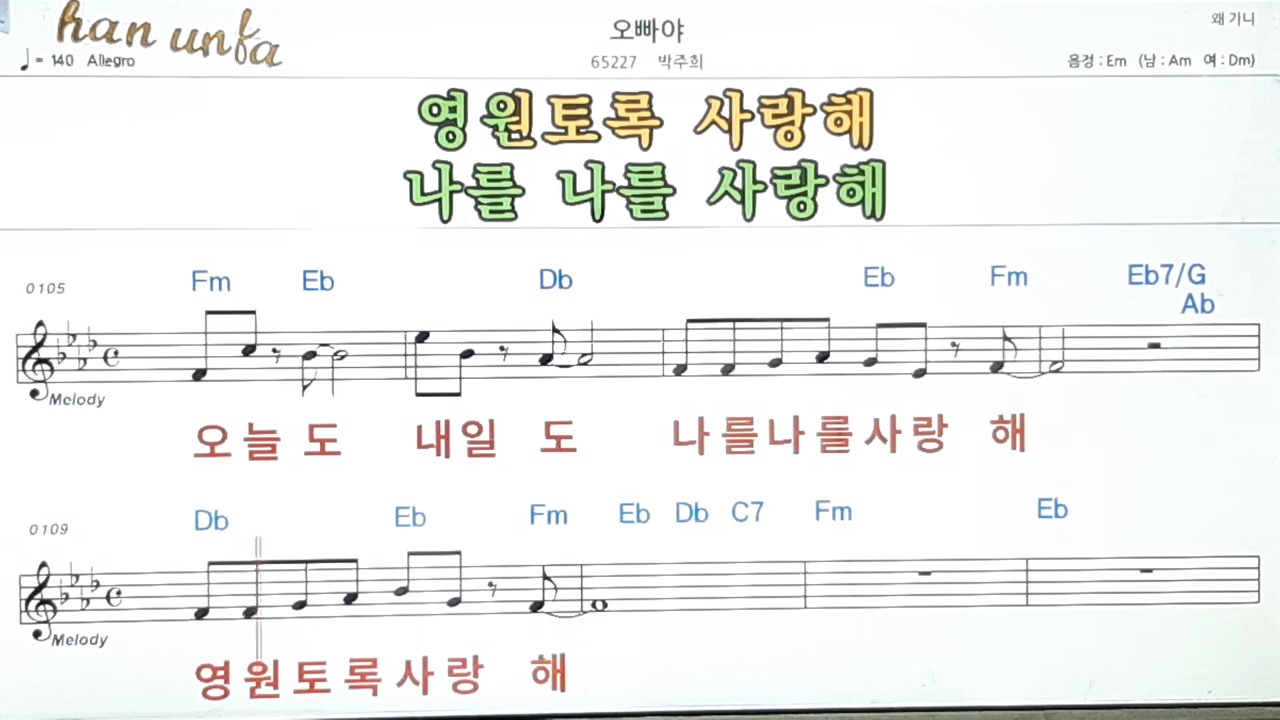 han unfa
오빠야
왜 가니
♩= 140 Allegro
65227 박주희
음정 : Em (남 : Am 여 : Dm)
영원토록 사랑해
나를 나를 사랑해
0105
Fm Eb Db Eb Fm Eb7/G
Ab
Melody
오늘도 내일 도 나를나를사랑 해
0109
Db Eb Fm Eb Db C7 Fm Eb
Melody
영원토록사랑 해